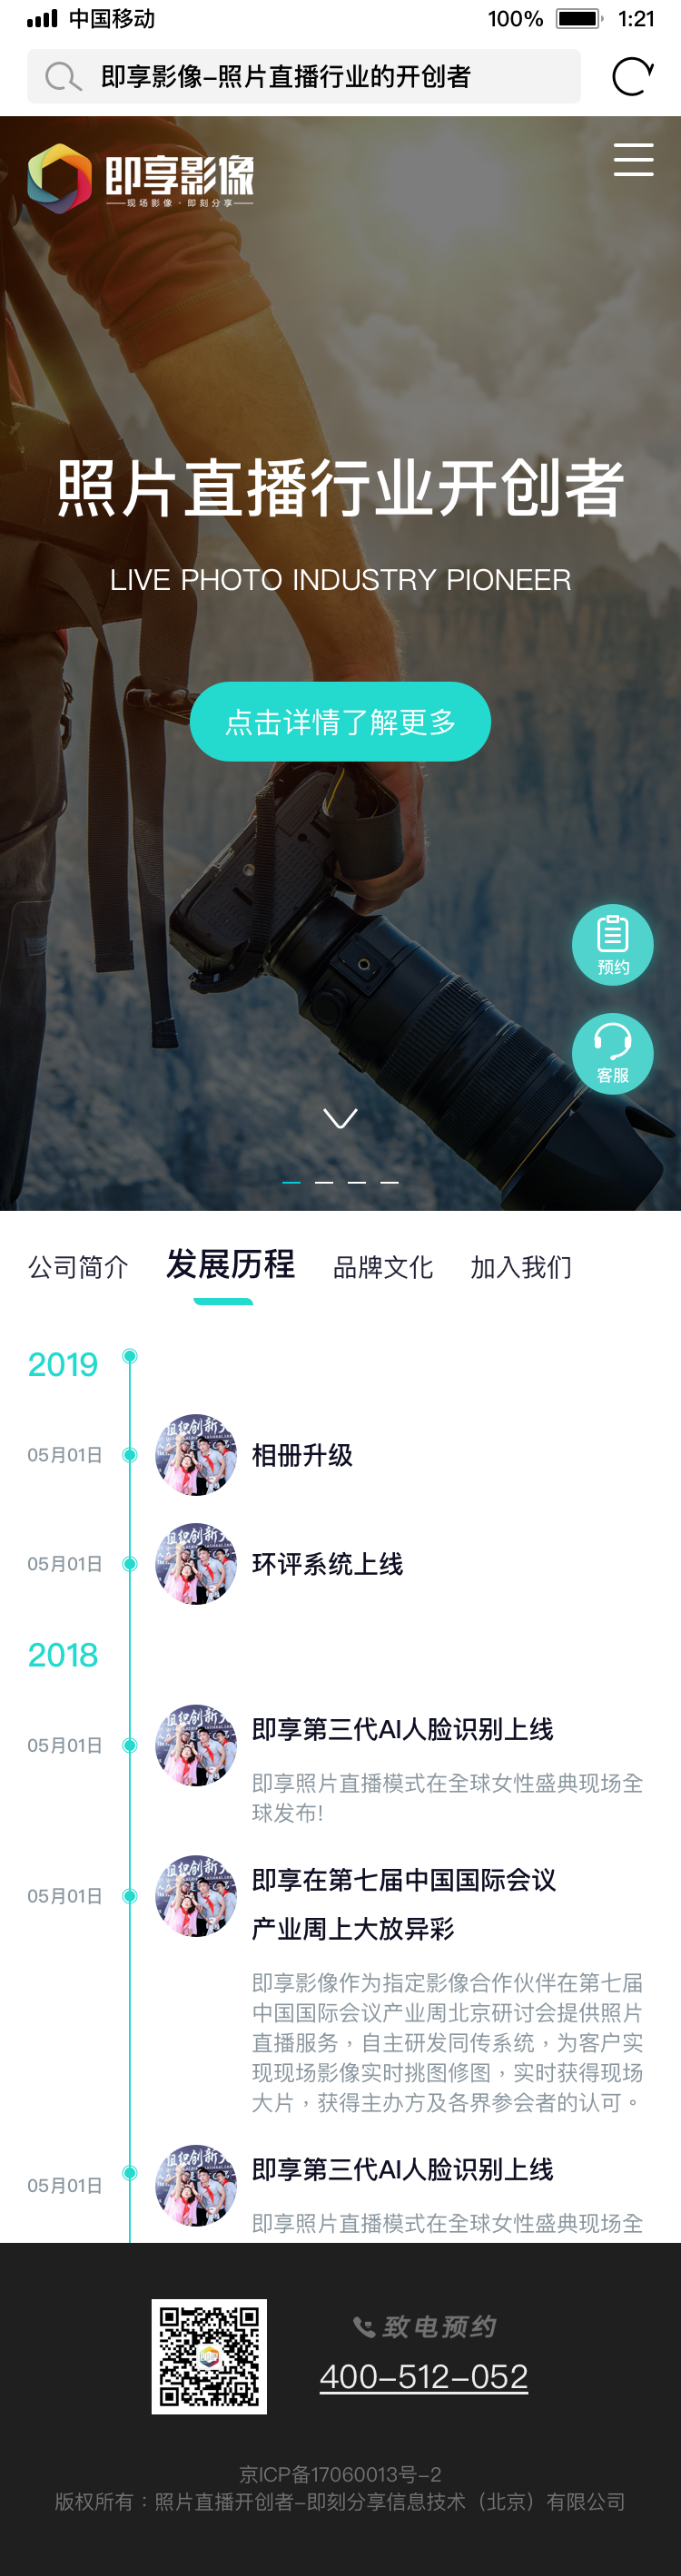 中国移动
100%
1:21
即享影像-照片直播行业的开创者
即享影像
现场影像·即刻分享
照片直播行业开创者
LIVE PHOTO INDUSTRY PIONEER
点击详情了解更多
预约
客服
公司简介
发展历程
品牌文化
加入我们
2019
05月01日
相册升级
05月01日
环评系统上线
2018
05月01日
即享第三代AI人脸识别上线
即享照片直播模式在全球女性盛典现场全
球发布!
05月01日
即享在第七届中国国际会议
产业周上大放异彩
即享影像作为指定影像合作伙伴在第七届
中国国际会议产业周北京研讨会提供照片
直播服务，自主研发同传系统，为客户实
现现场影像实时挑图修图，实时获得现场
大片，获得主办方及各界参会者的认可。
05月01日
即享第三代AI人脸识别上线
即享照片直播模式在全球女性盛典现场全
致电预约
400-512-052
京ICP备17060013号-2
版权所有：照片直播开创者-即刻分享信息技术（北京）有限公司